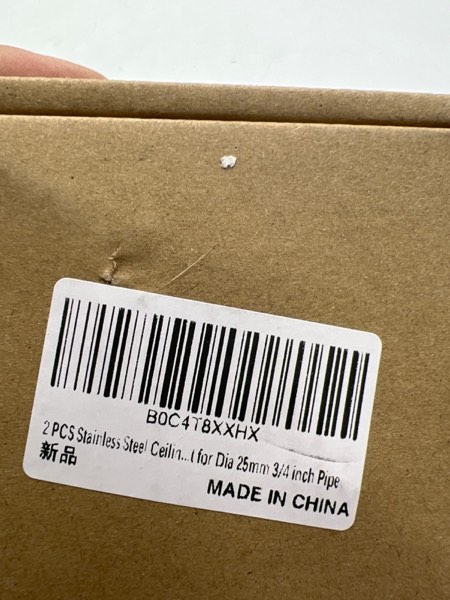 B0C4T8XXHX
2 PCS Stainless Steel Ceilin...t for Dia 25mm 3/4 inch Pipe
新品
MADE IN CHINA